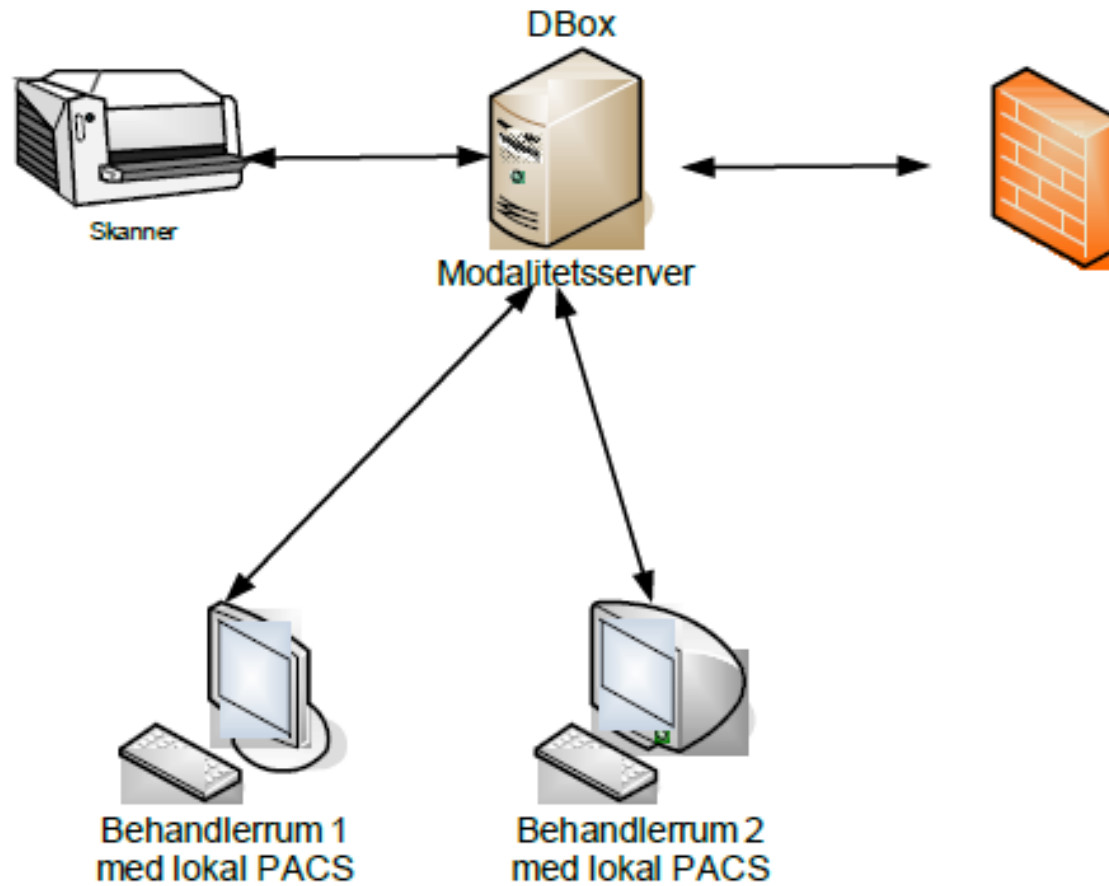 DBox
Skanner
Modalitetsserver
Behandlerrum 1
med lokal PACS
Behandlerrum 2
med lokal PACS